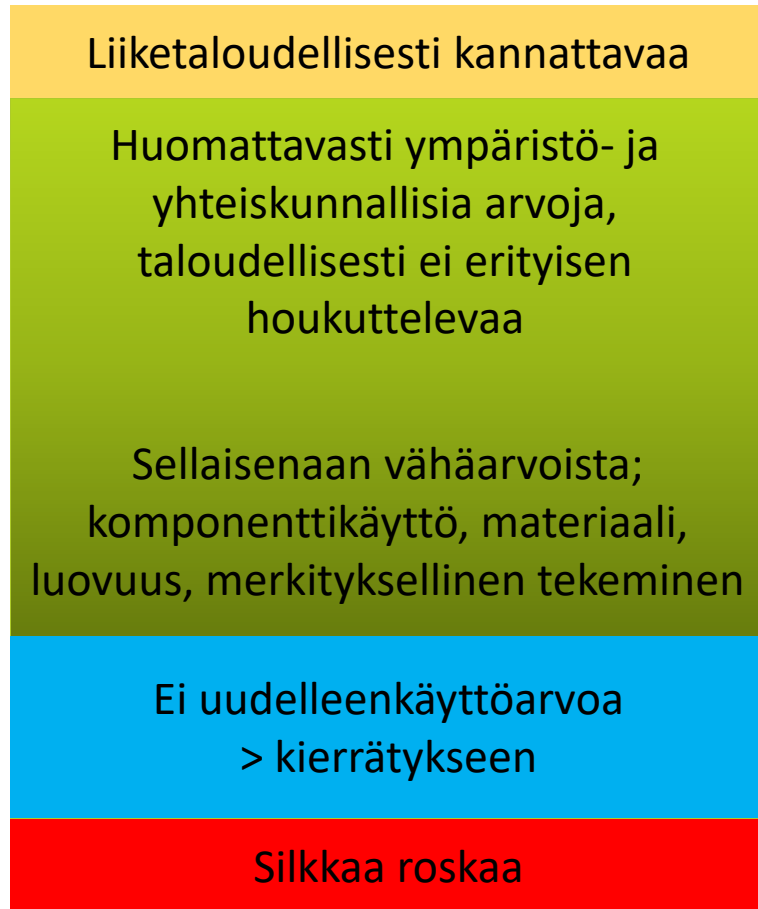 Liiketaloudellisesti kannattavaa
Huomattavasti ympäristö- ja
yhteiskunnallisia arvoja,
taloudellisesti ei erityisen
houkuttelevaa
Sellaisenaan vähäarvoista;
komponenttikäyttö, materiaali,
luovuus, merkityksellinen tekeminen
Ei uudelleenkäyttöarvoa
> kierrätykseen
Silkkaa roskaa